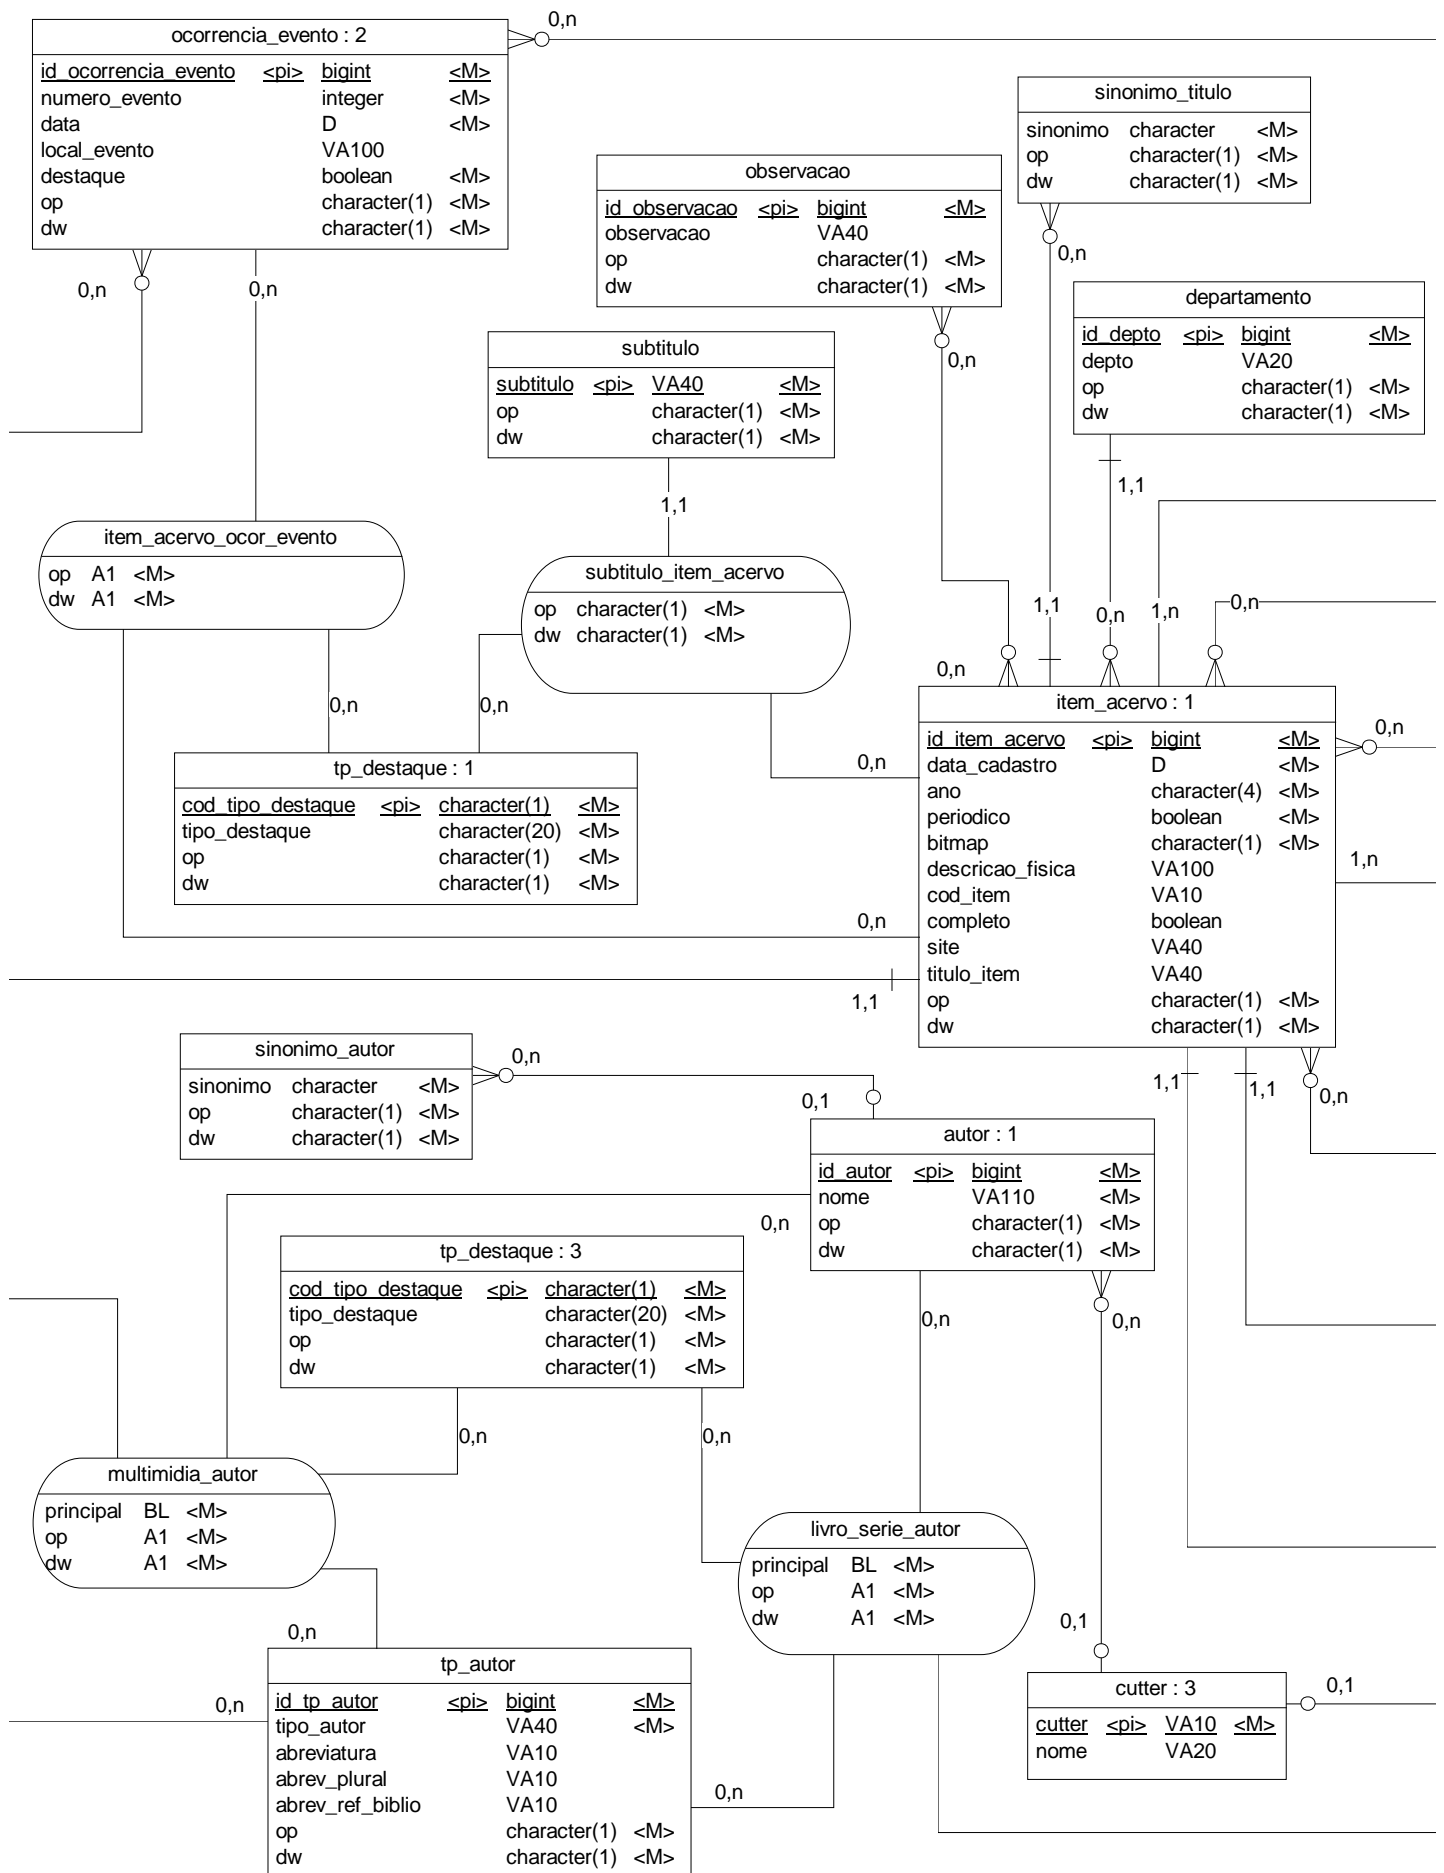 0,n
ocorrencia_evento : 2
id_ocorrencia_evento <pi> bigint <M>
numero_evento integer <M>
data D <M>
local_evento VA100
destaque boolean <M>
op character(1) <M>
dw character(1) <M>
0,n
0,n
sinonimo_titulo
sinonimo character <M>
op character(1) <M>
dw character(1) <M>
0,n
observacao
id_observacao <pi> bigint <M>
observacao VA40
op character(1) <M>
dw character(1) <M>
0,n
departamento
id_depto <pi> bigint <M>
depto VA20
op character(1) <M>
dw character(1) <M>
1,1
subtitulo
subtitulo <pi> VA40 <M>
op character(1) <M>
dw character(1) <M>
1,1
item_acervo_ocor_evento
op A1 <M>
dw A1 <M>
subtitulo_item_acervo
op character(1) <M>
dw character(1) <M>
1,1
0,n
1,n
0,n
0,n
0,n
0,n
tp_destaque : 1
cod_tipo_destaque <pi> character(1) <M>
tipo_destaque character(20) <M>
op character(1) <M>
dw character(1) <M>
0,n
0,n
item_acervo : 1
id_item_acervo <pi> bigint <M>
data_cadastro D <M>
ano character(4) <M>
periodico boolean <M>
bitmap character(1) <M>
descricao_fisica VA100
cod_item VA10
completo boolean
site VA40
titulo_item VA40
op character(1) <M>
dw character(1) <M>
0,n
1,n
1,1
1,1
1,1
0,n
sinonimo_autor
sinonimo character <M>
op character(1) <M>
dw character(1) <M>
0,n
0,1
autor : 1
id_autor <pi> bigint <M>
nome VA110 <M>
op character(1) <M>
dw character(1) <M>
0,n
0,n
0,n
tp_destaque : 3
cod_tipo_destaque <pi> character(1) <M>
tipo_destaque character(20) <M>
op character(1) <M>
dw character(1) <M>
0,n
0,n
multimidia_autor
principal BL <M>
op A1 <M>
dw A1 <M>
livro_serie_autor
principal BL <M>
op A1 <M>
dw A1 <M>
0,n
0,n
tp_autor
id_tp_autor <pi> bigint <M>
tipo_autor VA40 <M>
abreviatura VA10
abrev_plural VA10
abrev_ref_biblio VA10
op character(1) <M>
dw character(1) <M>
0,n
0,1
cutter : 3
cutter <pi> VA10 <M>
nome VA20
0,1